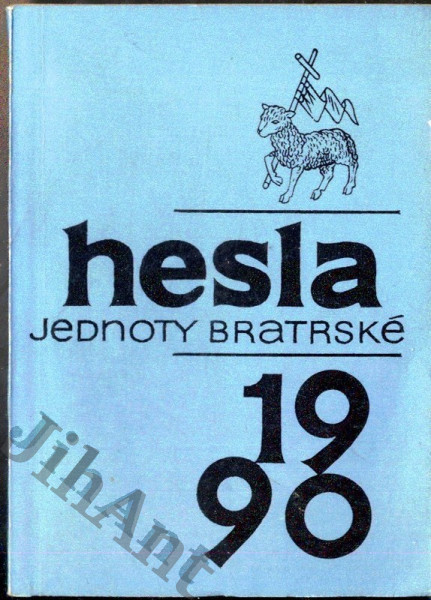 hesla
JEDNOTY BRATRSKÉ
19
90
JihAnt